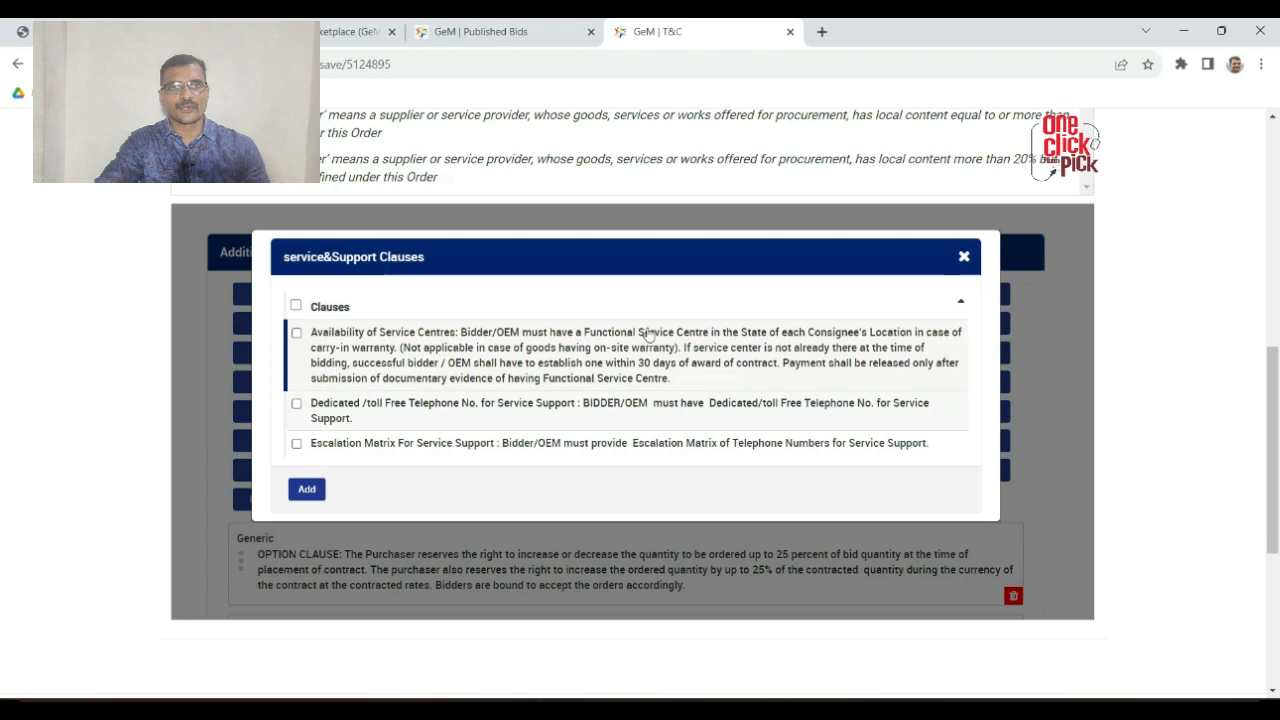 ketplace (GeM
GeM | Published Bids
GeM | T&C
save/5124895
r' means a supplier or service provider, whose goods, services or works offered for procurement, has local content equal to or more than
r this Order
er' means a supplier or service provider, whose goods, services or works offered for procurement, has local content more than 20% but
fined under this Order
ONE
CLICK
PICK
Additi
service&Support Clauses
Clauses
Availability of Service Centres: Bidder/OEM must have a Functional Service Centre in the State of each Consignee's Location in case of
carry-in warranty. (Not applicable in case of goods having on-site warranty). If service center is not already there at the time of
bidding, successful bidder / OEM shall have to establish one within 30 days of award of contract. Payment shall be released only after
submission of documentary evidence of having Functional Service Centre.
Dedicated /toll Free Telephone No. for Service Support : BIDDER/OEM must have Dedicated/toll Free Telephone No. for Service
Support.
Escalation Matrix For Service Support : Bidder/OEM must provide Escalation Matrix of Telephone Numbers for Service Support.
Add
Generic
OPTION CLAUSE: The Purchaser reserves the right to increase or decrease the quantity to be ordered up to 25 percent of bid quantity at the time of
placement of contract. The purchaser also reserves the right to increase the ordered quantity by up to 25% of the contracted quantity during the currency of
the contract at the contracted rates. Bidders are bound to accept the orders accordingly.